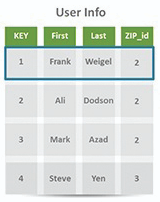 User Info
KEY First Last ZIP_id
1 Frank Weigel 2
2 Ali Dodson 2
3 Mark Azad 2
4 Steve Yen 3